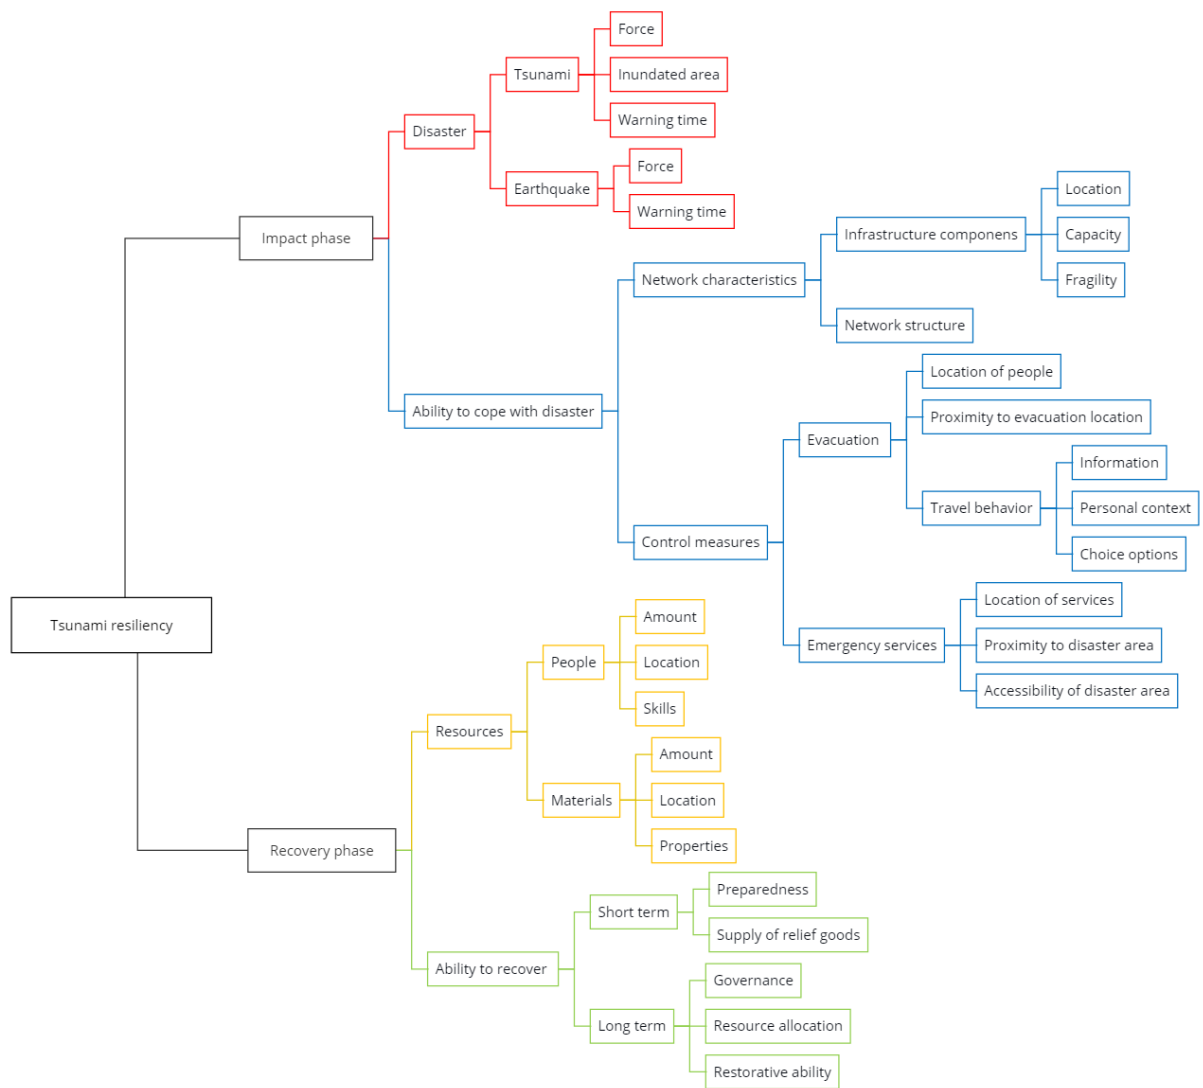 Force
Tsunami
Inundated area
Warning time
Disaster
Force
Earthquake
Warning time
Impact phase
Location
Infrastructure componens
Capacity
Network characteristics
Fragility
Network structure
Location of people
Ability to cope with disaster
Proximity to evacuation location
Evacuation
Information
Travel behavior
Personal context
Control measures
Choice options
Location of services
Tsunami resiliency
Emergency services
Proximity to disaster area
Accessibility of disaster area
Amount
People
Location
Skills
Resources
Amount
Materials
Location
Properties
Recovery phase
Preparedness
Short term
Supply of relief goods
Ability to recover
Governance
Long term
Resource allocation
Restorative ability